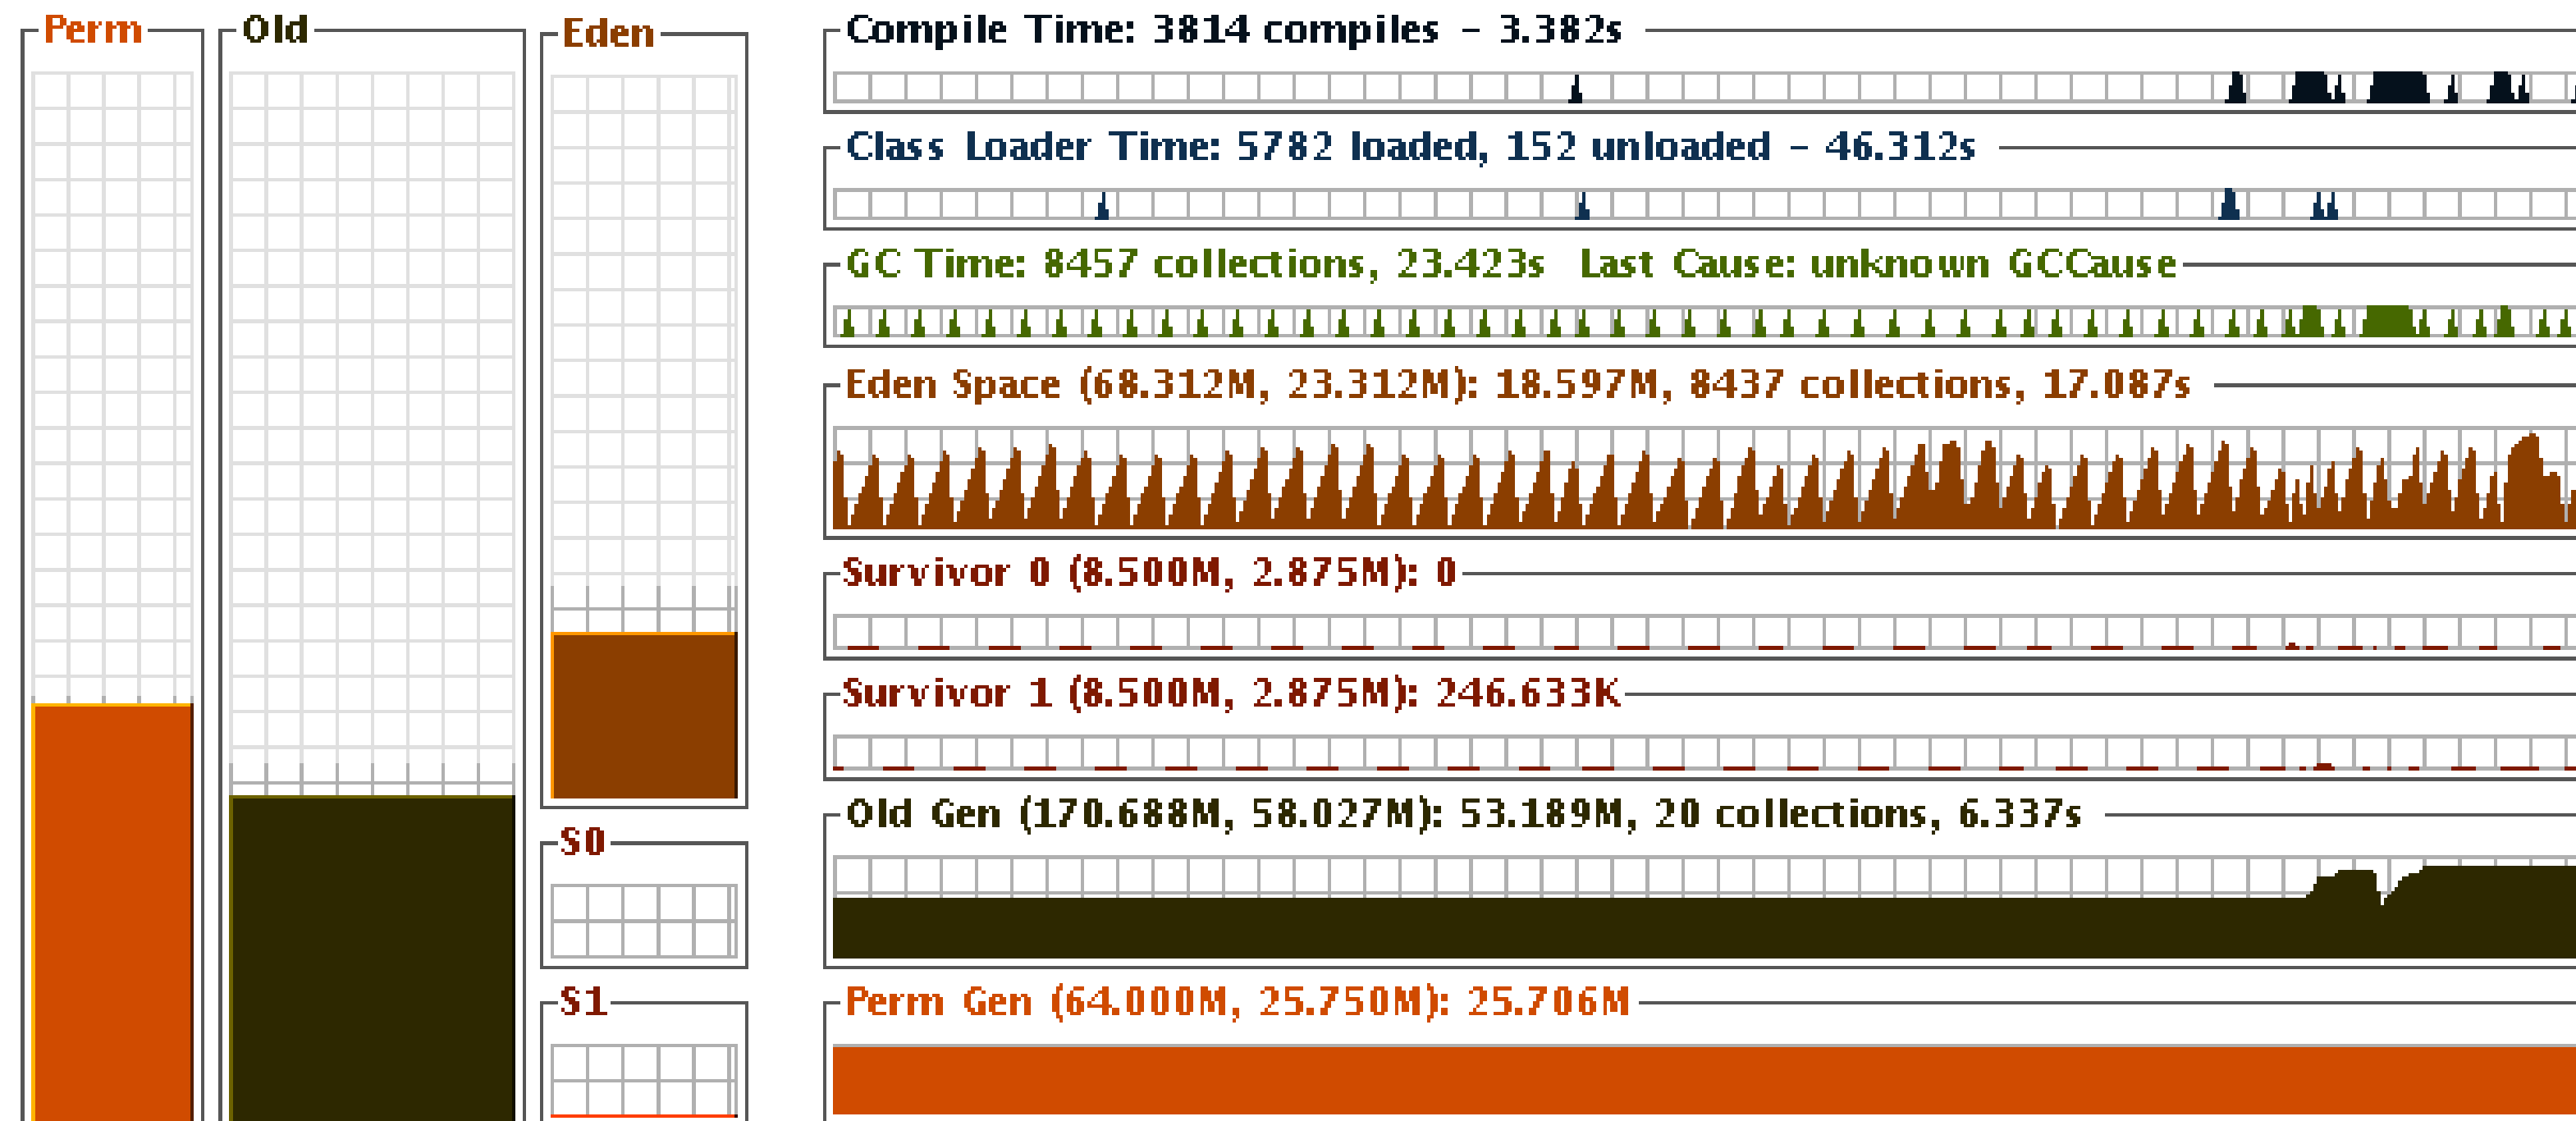 Perm
Old
Eden
S0
S1
Compile Time: 3814 compiles - 3.382s
Class Loader Time: 5782 loaded, 152 unloaded - 46.312s
GC Time: 8457 collections, 23.423s Last Cause: unknown GCCause
Eden Space (68.312M, 23.312M): 18.597M, 8437 collections, 17.087s
Survivor 0 (8.500M, 2.875M): 0
Survivor 1 (8.500M, 2.875M): 246.633K
Old Gen (170.688M, 58.027M): 53.189M, 20 collections, 6.337s
Perm Gen (64.000M, 25.750M): 25.706M